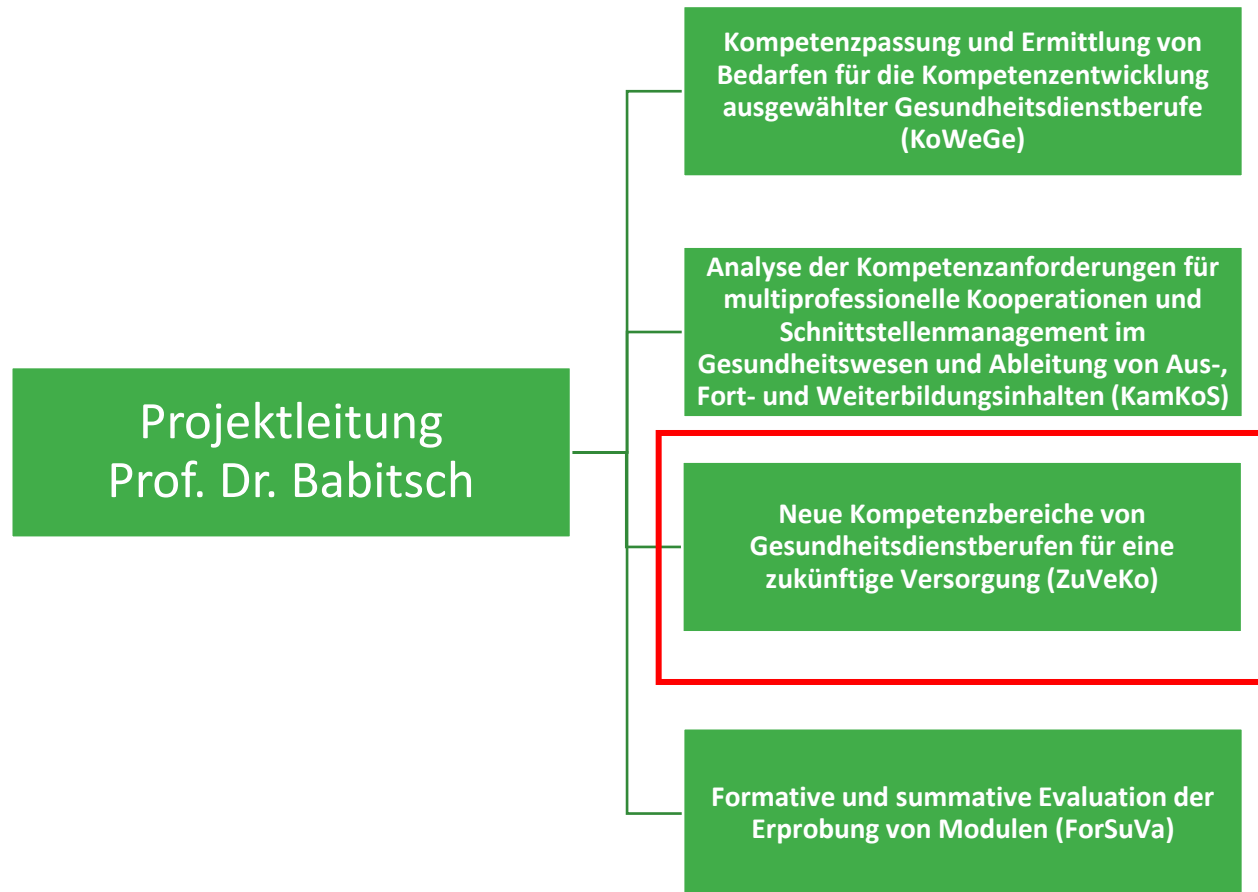 Kompetenzpassung und Ermittlung von
Bedarfen für die Kompetenzentwicklung
ausgewählter Gesundheitsdienstberufe
(KoWeGe)
Analyse der Kompetenzanforderungen für
multiprofessionelle Kooperationen und
Schnittstellenmanagement im
Gesundheitswesen und Ableitung von Aus-,
Fort- und Weiterbildungsinhalten (KamKoS)
Projektleitung
Prof. Dr. Babitsch
Neue Kompetenzbereiche von
Gesundheitsdienstberufen für eine
zukünftige Versorgung (ZuVeKo)
Formative und summative Evaluation der
Erprobung von Modulen (ForSuVa)